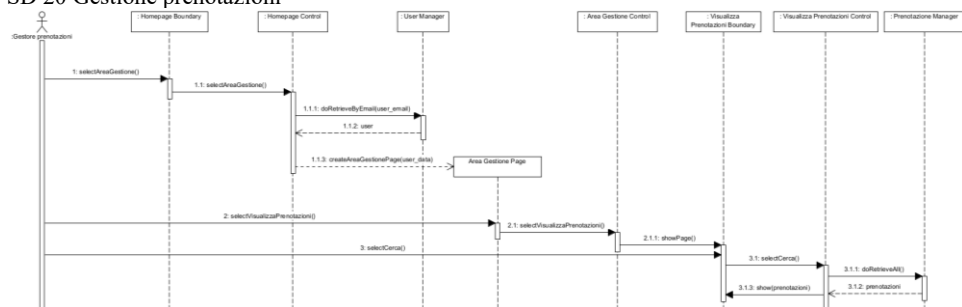 SD 20 Gestione prenotazioni
: Homepage Boundary
: Homepage Control
: User Manager
: Area Gestione Control
: Visualizza
Prenotazioni Boundary
: Visualizza Prenotazioni Control
: Prenotazione Manager
:Gestore prenotazioni
1: selectAreaGestione()
1.1: selectAreaGestione()
1.1.1: doRetrieveByEmail(user_email)
1.1.2: user
1.1.3: createAreaGestionePage(user_data)
Area Gestione Page
2: selectVisualizzaPrenotazioni()
2.1: selectVisualizzaPrenotazioni()
2.1.1: showPage()
3: selectCerca()
3.1: selectCerca()
3.1.1: doRetrieveAll()
3.1.2: prenotazioni
3.1.3: show(prenotazioni)